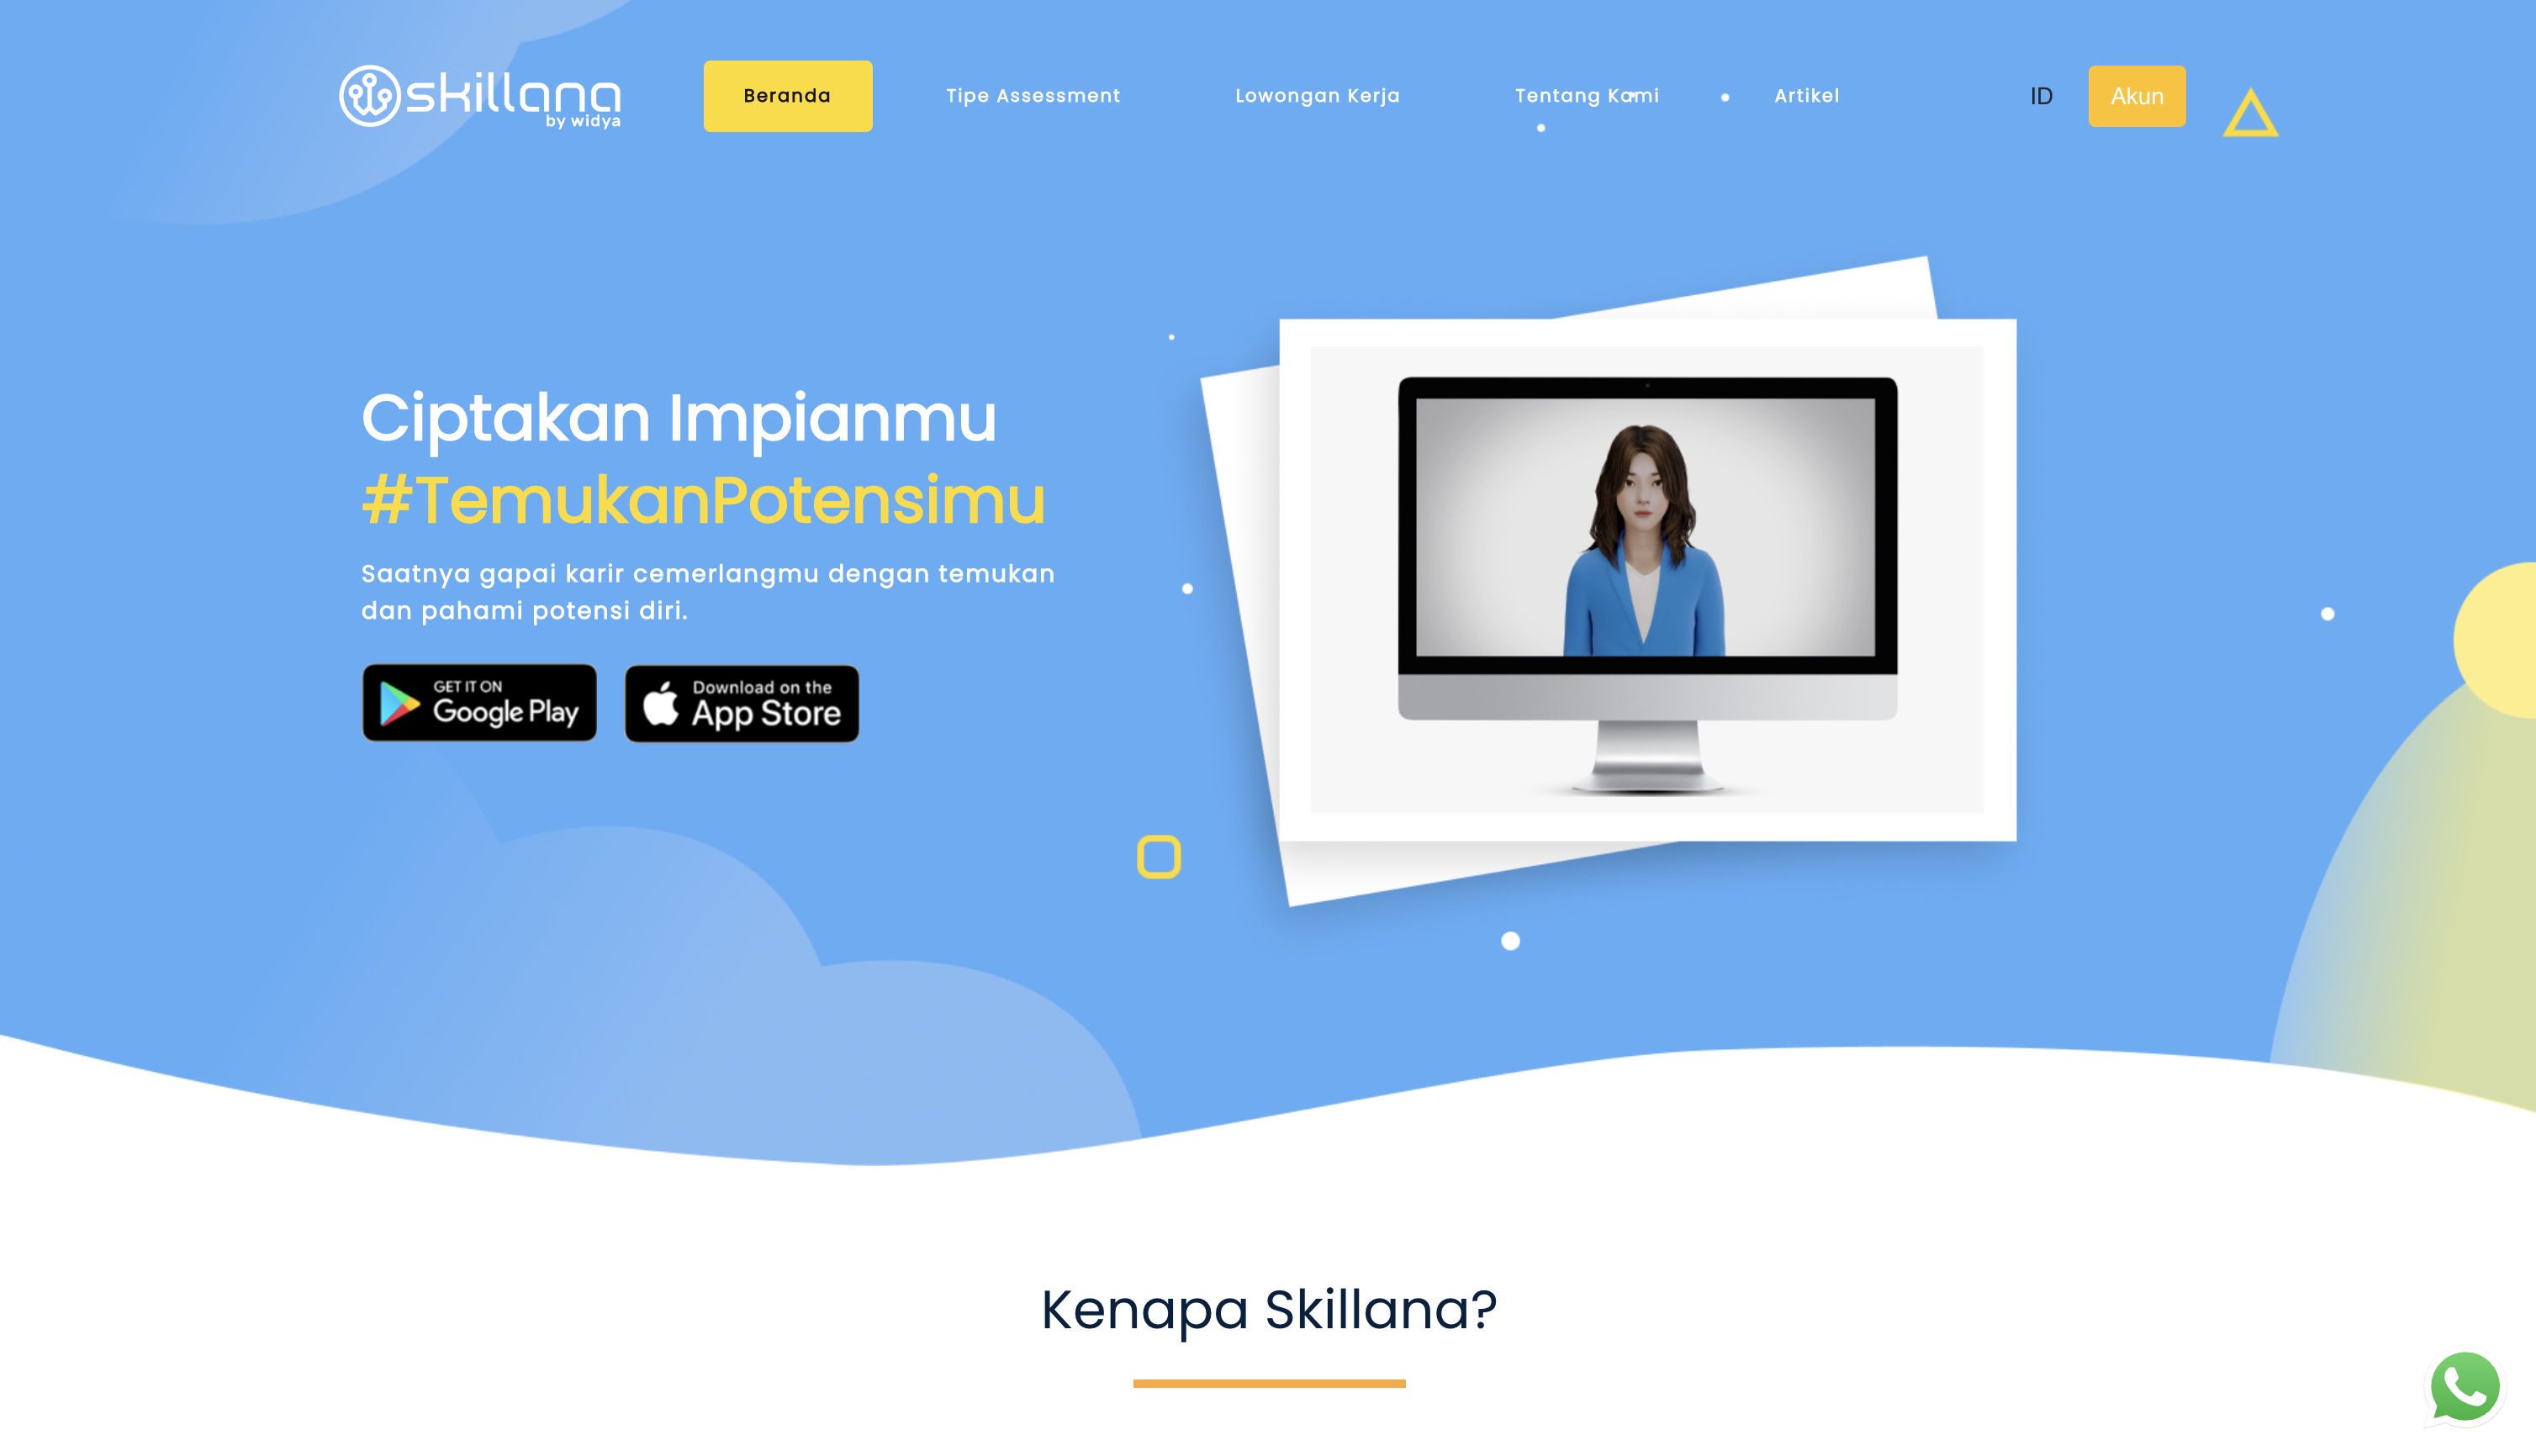 skillana
by widya
Beranda
Tipe Assessment
Lowongan Kerja
Tentang Kami
Artikel
ID
Akun
Ciptakan Impianmu
#TemukanPotensimu
Saatnya gapai karir cemerlangmu dengan temukan
dan pahami potensi diri.
GET IT ON
Google Play
Download on the
App Store
Kenapa Skillana?